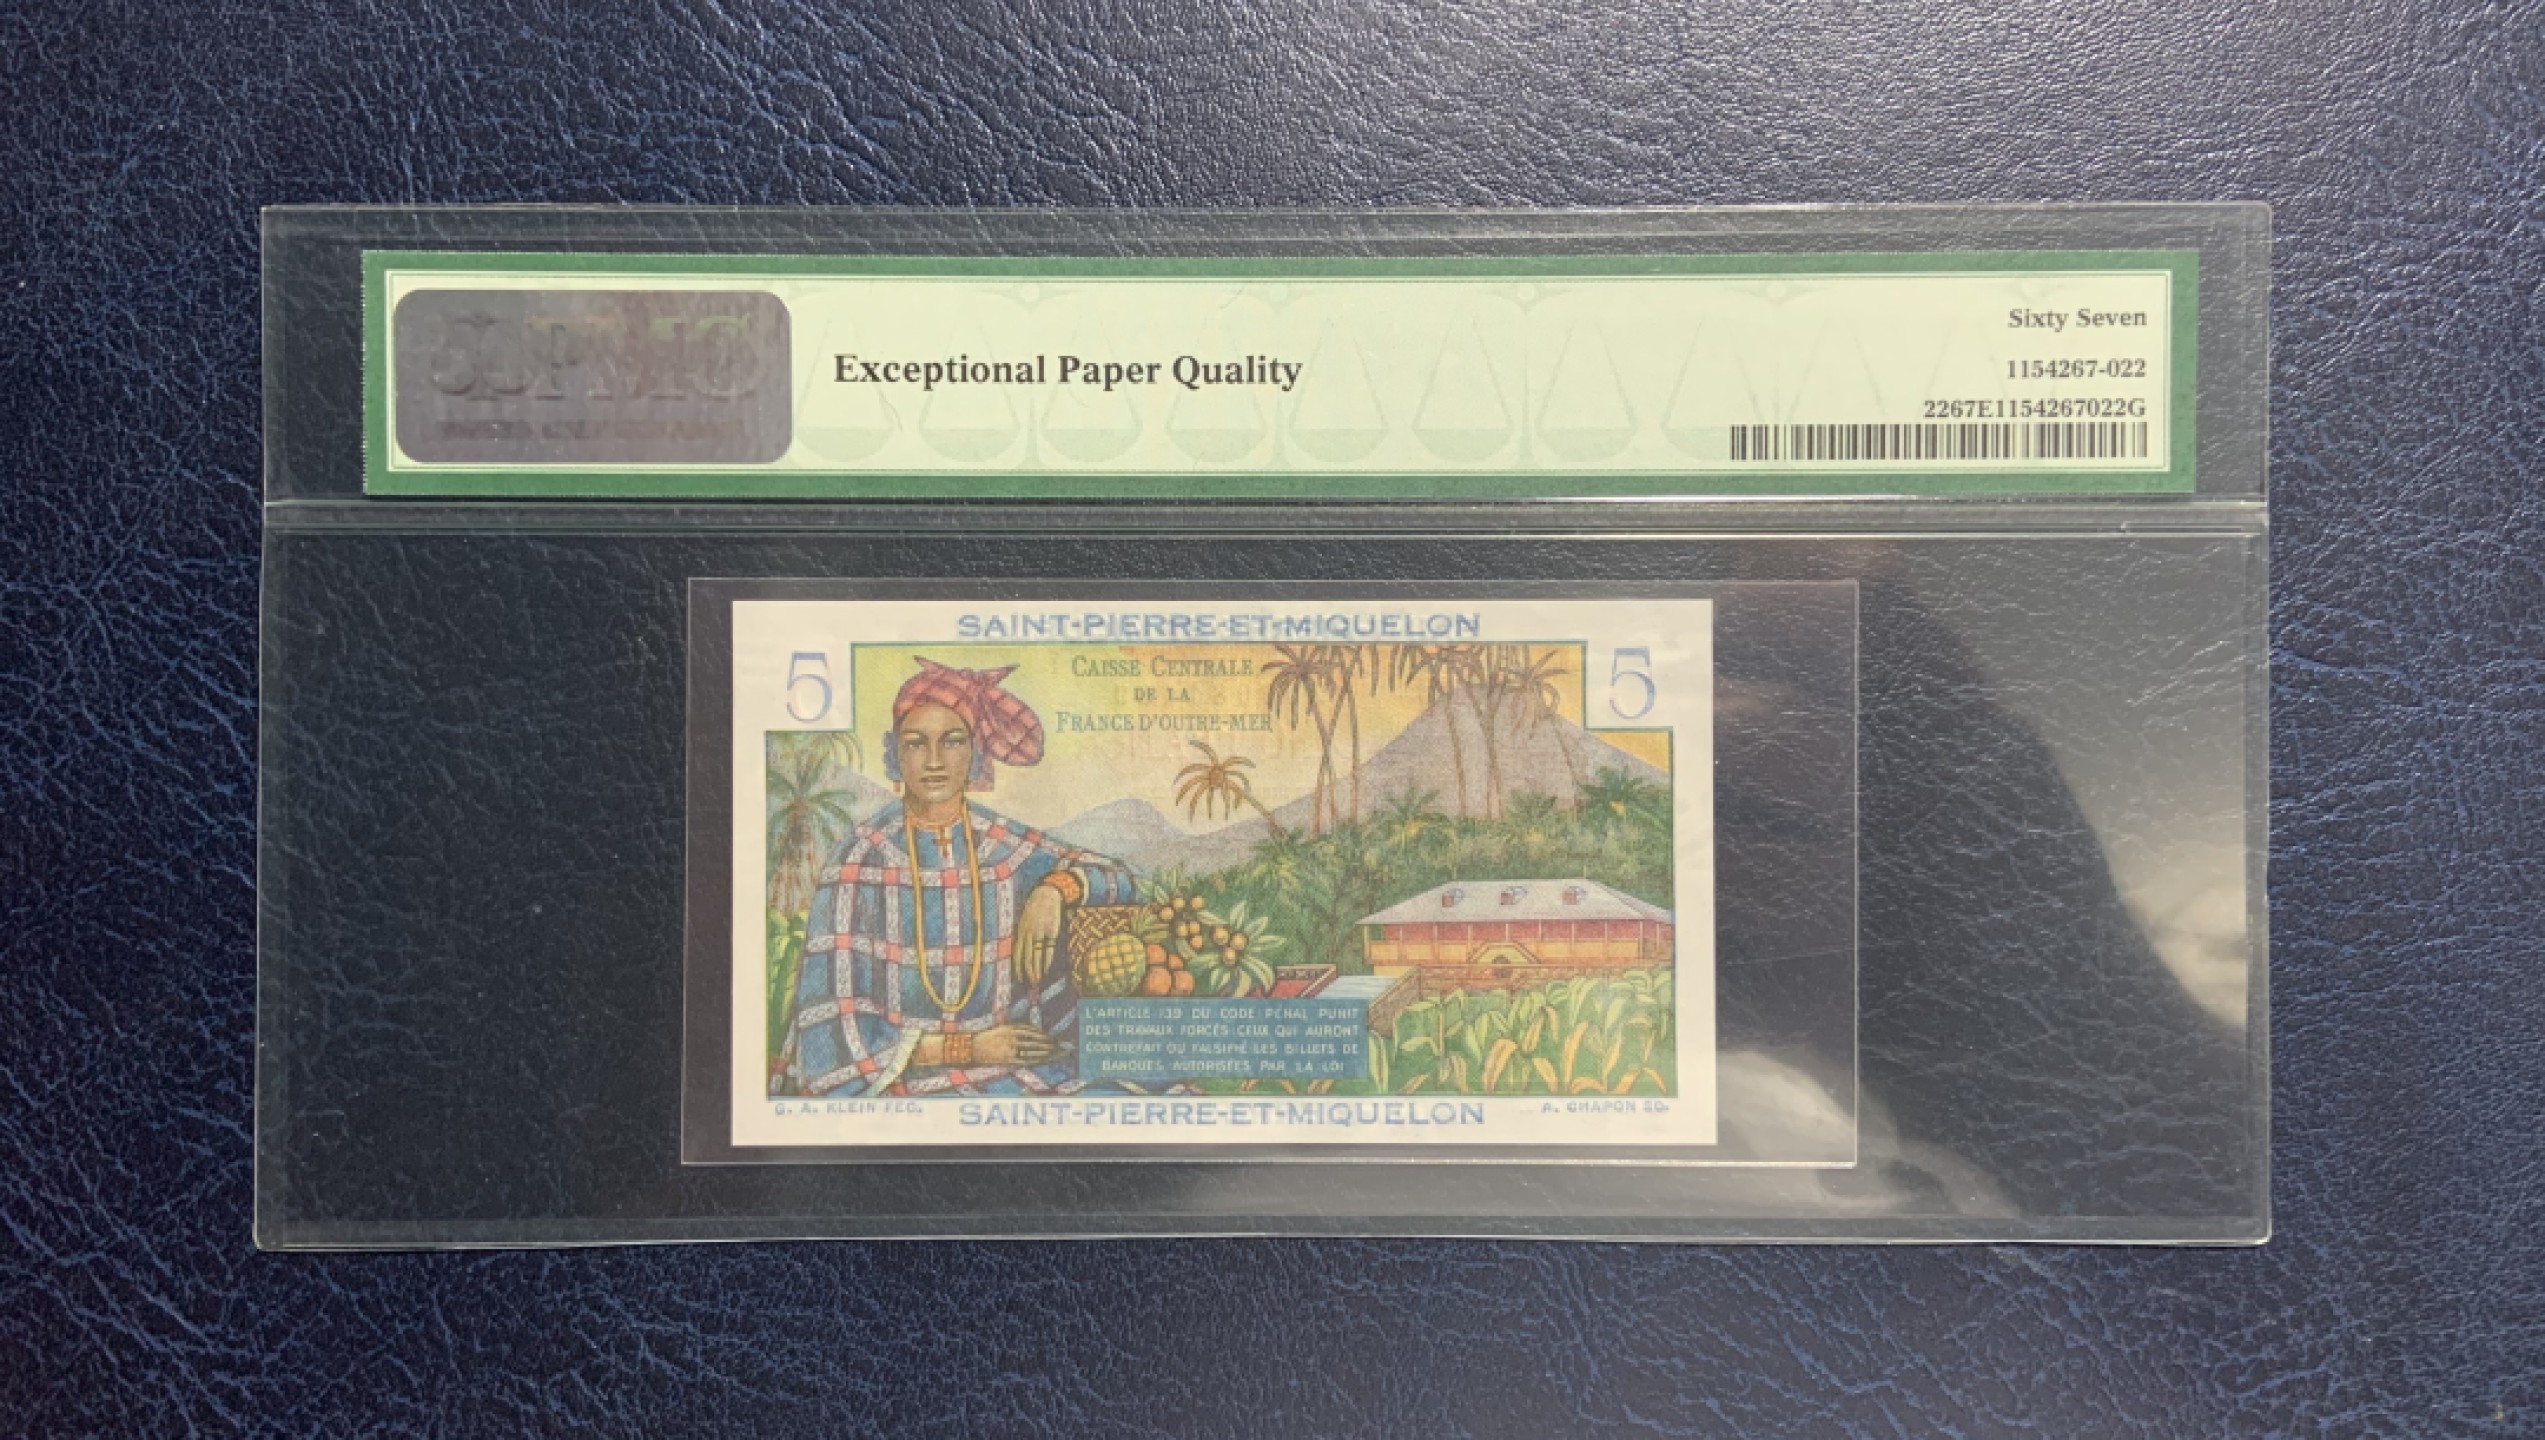 PMG
Exceptional Paper Quality
Sixty Seven
1154267-022
2267E1154267022G
SAINT-PIERRE-ET-MIQUELON
5
5
CAISSE CENTRALE
DE LA
FRANCE D'OUTRE-MER
L'ARTICLE 139 DU CODE PÉNAL PUNIT
DES TRAVAUX FORCÉS CEUX QUI AURONT
CONTREFAIT OU FALSIFIÉ LES BILLETS DE
BANQUES AUTORISÉES PAR LA LOI
G. A. KLEIN FEC.
SAINT-PIERRE-ET-MIQUELON
A. CHAPON SC.